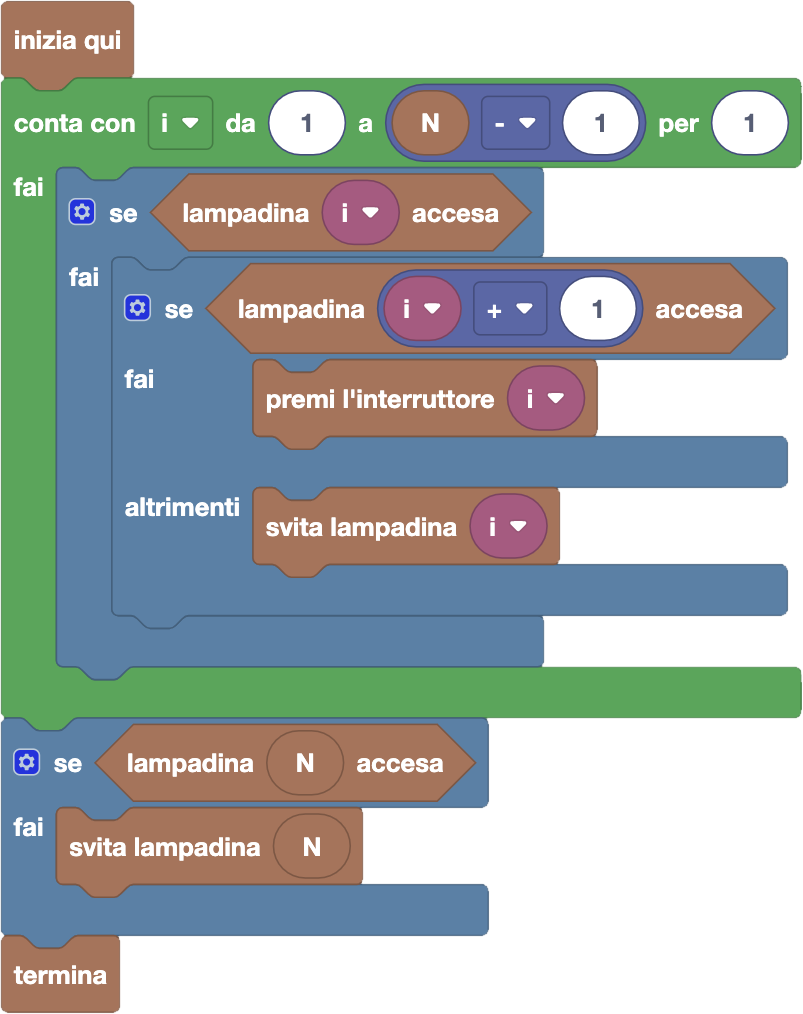 inizia qui
conta con i da 1 a N - 1 per 1
fai
se lampadina i accesa
fai
se lampadina i + 1 accesa
fai
premi l'interruttore i
altrimenti
svita lampadina i
se lampadina N accesa
fai
svita lampadina N
termina